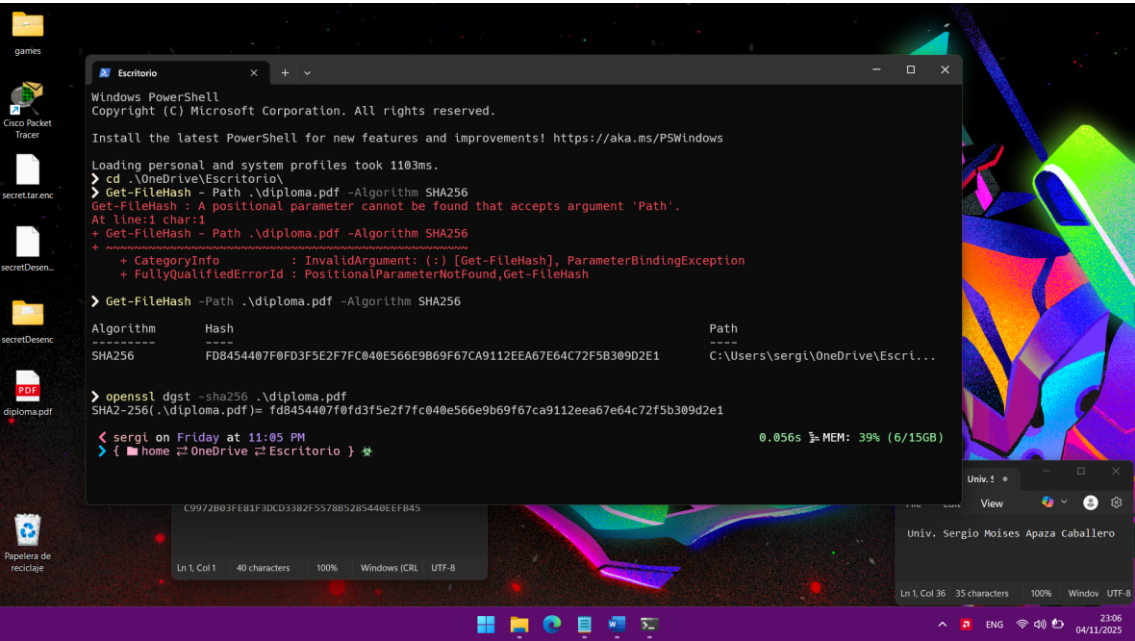 games
Cisco Packet
Tracer
secret.tar.enc
secretDesen...
secretDesenc
PDF
diploma.pdf
Papelera de
reciclaje
Escritorio
Windows PowerShell
Copyright (C) Microsoft Corporation. All rights reserved.
Install the latest PowerShell for new features and improvements! https://aka.ms/PSWindows
Loading personal and system profiles took 1103ms.
❯ cd .\OneDrive\Escritorio\
❯ Get-FileHash - Path .\diploma.pdf -Algorithm SHA256
Get-FileHash : A positional parameter cannot be found that accepts argument 'Path'.
At line:1 char:1
+ Get-FileHash - Path .\diploma.pdf -Algorithm SHA256
+ ~~~~~~~~~~~~~~~~~~~~~~~~~~~~~~~~~~~~~~~~~~~~~~~~~~~
+ CategoryInfo : InvalidArgument: (:) [Get-FileHash], ParameterBindingException
+ FullyQualifiedErrorId : PositionalParameterNotFound,Get-FileHash
❯ Get-FileHash -Path .\diploma.pdf -Algorithm SHA256
Algorithm Hash Path
--------- ---- ----
SHA256 FD8454407F0FD3F5E2F7FC040E566E9B69F67CA9112EEA67E64C72F5B309D2E1 C:\Users\sergi\OneDrive\Escri...
❯ openssl dgst -sha256 .\diploma.pdf
SHA2-256(.\diploma.pdf)= fd8454407f0fd3f5e2f7fc040e566e9b69f67ca9112eea67e64c72f5b309d2e1
sergi on Friday at 11:05 PM 0.056s MEM: 39% (6/15GB)
❯ { home ⇄ OneDrive ⇄ Escritorio }
C9972B03FE81F3DCD3382F5578B5285440EEFB45
Ln 1, Col 1 40 characters 100% Windows (CRL UTF-8
Univ. S
View
Univ. Sergio Moises Apaza Caballero
Ln 1, Col 36 35 characters 100% Window UTF-8
ENG
23:06
04/11/2025